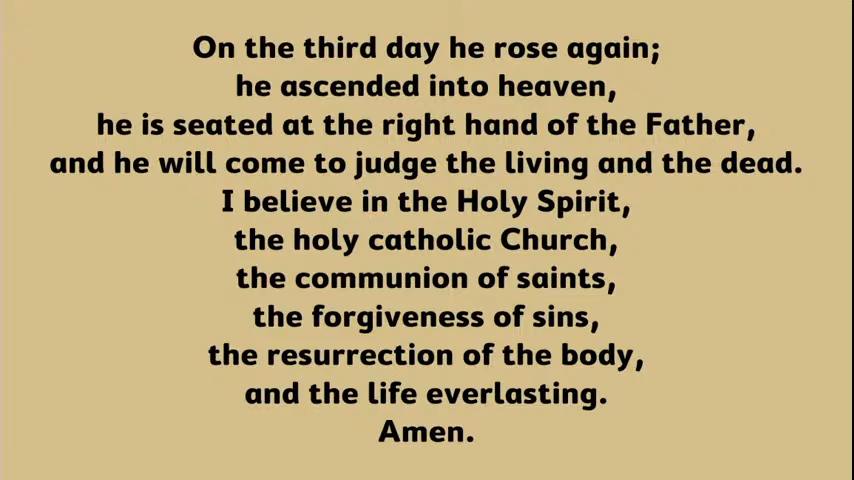 On the third day he rose again;
he ascended into heaven,
he is seated at the right hand of the Father,
and he will come to judge the living and the dead.
I believe in the Holy Spirit,
the holy catholic Church,
the communion of saints,
the forgiveness of sins,
the resurrection of the body,
and the life everlasting.
Amen.